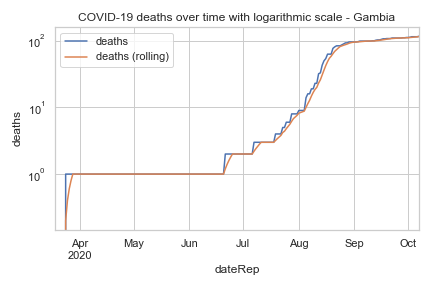 COVID-19 deaths over time with logarithmic scale - Gambia
deaths
deaths (rolling)
10²
10¹
10⁰
deaths
Apr
2020
May
Jun
Jul
Aug
Sep
Oct
dateRep